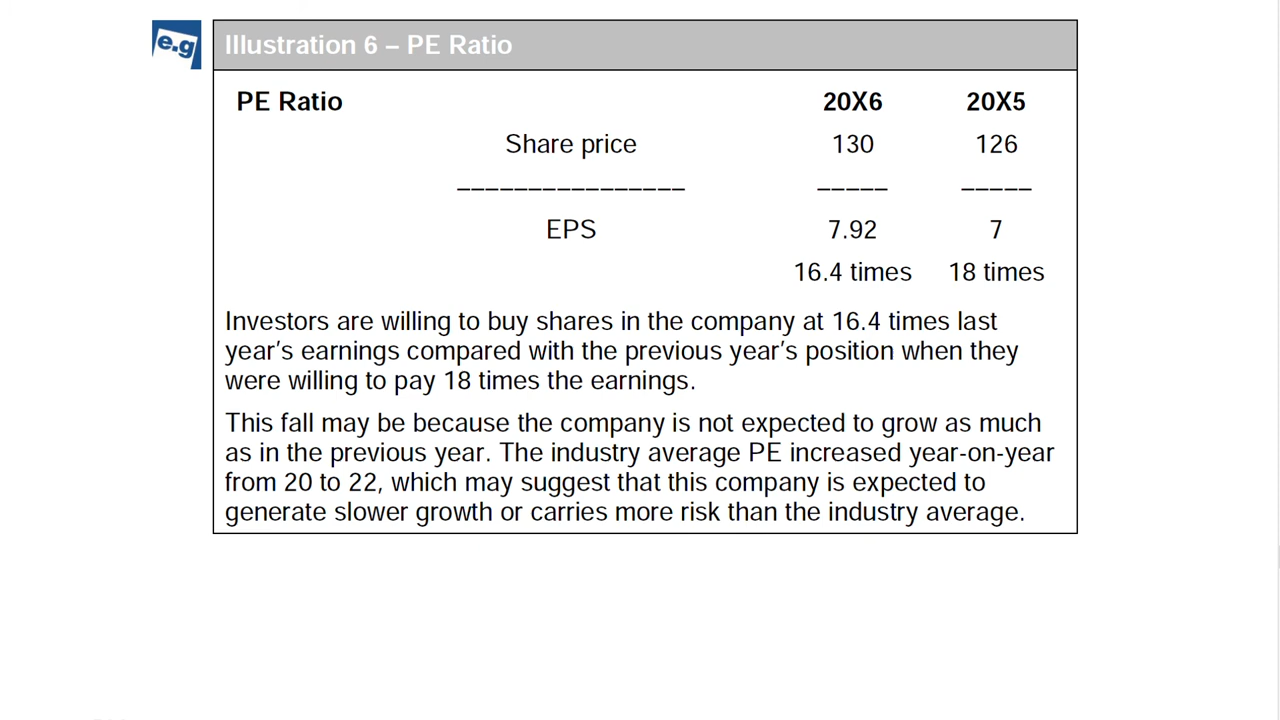 e.g
Illustration 6 – PE Ratio
PE Ratio 20X6 20X5
Share price 130 126
________________ _____ _____
EPS 7.92 7
16.4 times 18 times
Investors are willing to buy shares in the company at 16.4 times last
year’s earnings compared with the previous year’s position when they
were willing to pay 18 times the earnings.
This fall may be because the company is not expected to grow as much
as in the previous year. The industry average PE increased year-on-year
from 20 to 22, which may suggest that this company is expected to
generate slower growth or carries more risk than the industry average.